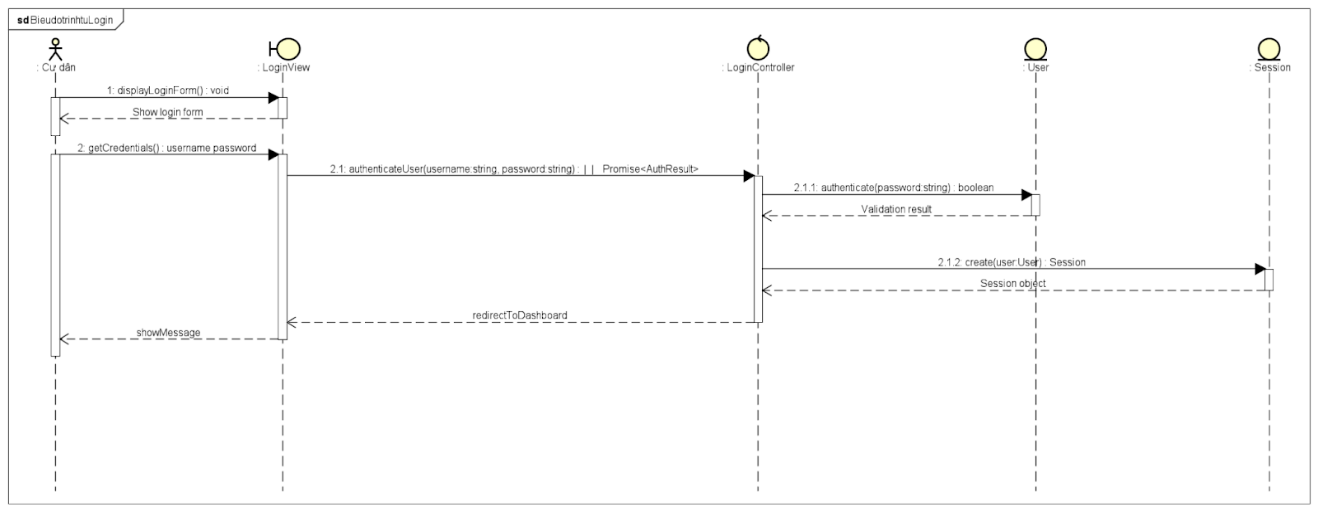 sd BieudotrinhtuLogin
: Cư dân
: LoginView
: LoginController
: User
: Session
1: displayLoginForm() : void
Show login form
2: getCredentials() : username password
2.1: authenticateUser(username:string, password:string) : | | Promise<AuthResult>
2.1.1: authenticate(password:string) : boolean
Validation result
2.1.2: create(user:User) : Session
Session object
redirectToDashboard
showMessage